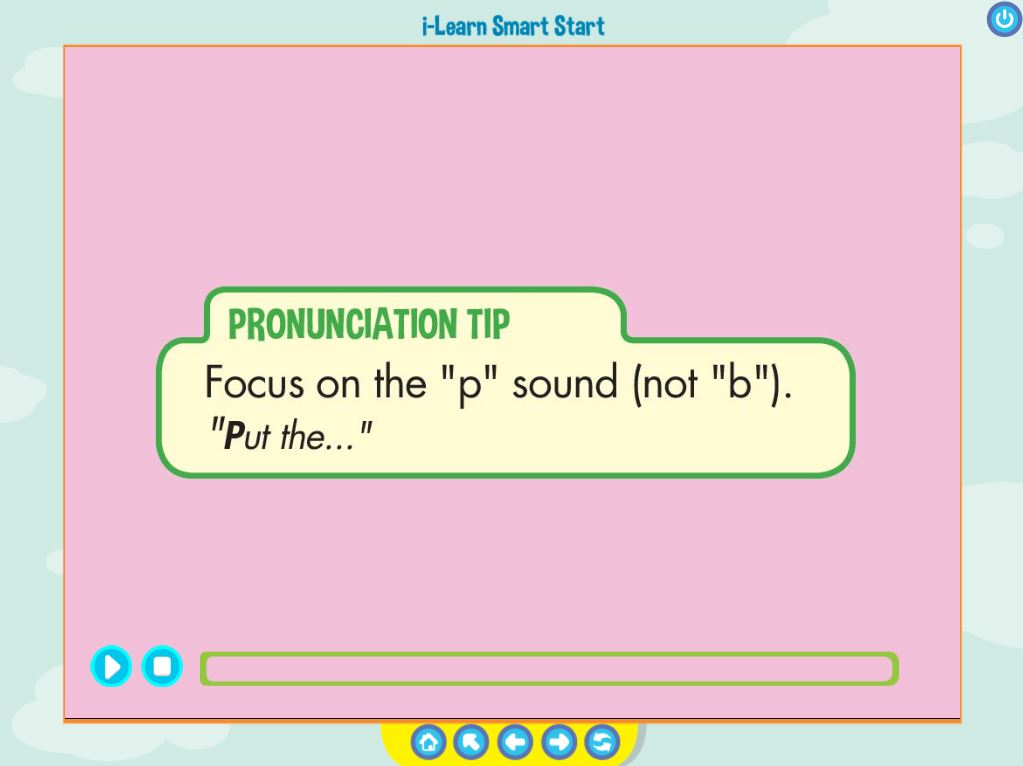 i-Learn Smart Start
PRONUNCIATION TIP
Focus on the "p" sound (not "b").
"Put the..."